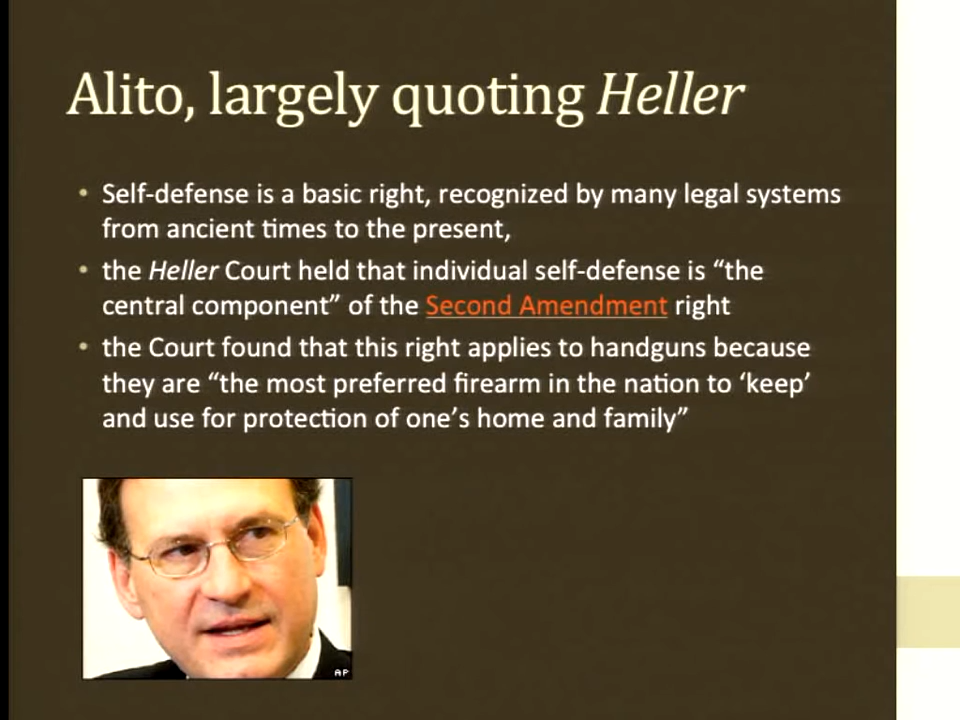 Alito, largely quoting Heller
• Self-defense is a basic right, recognized by many legal systems
from ancient times to the present,
• the Heller Court held that individual self-defense is “the
central component” of the Second Amendment right
• the Court found that this right applies to handguns because
they are “the most preferred firearm in the nation to ‘keep’
and use for protection of one’s home and family”
AP